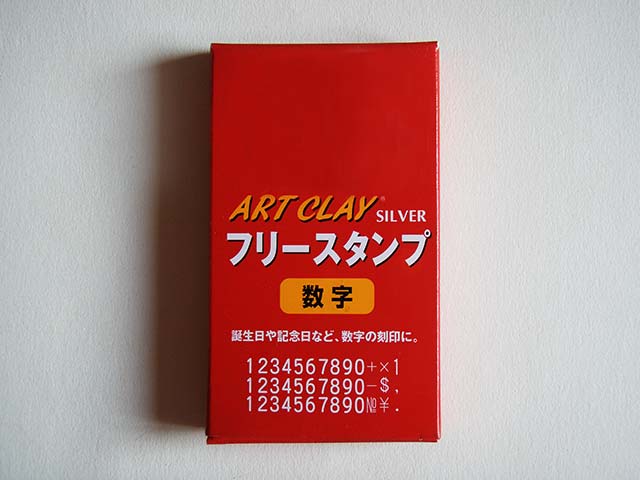 ART CLAY® SILVER
フリースタンプ
数字
誕生日や記念日など、数字の刻印に。
1234567890+×1
1234567890−$,
1234567890№¥.